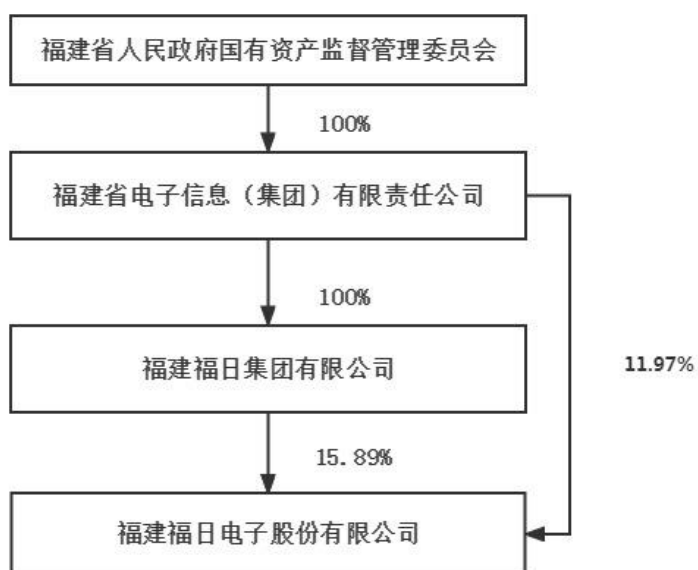 福建省人民政府国有资产监督管理委员会
100%
福建省电子信息（集团）有限责任公司
100%
福建福日集团有限公司
11.97%
15.89%
福建福日电子股份有限公司